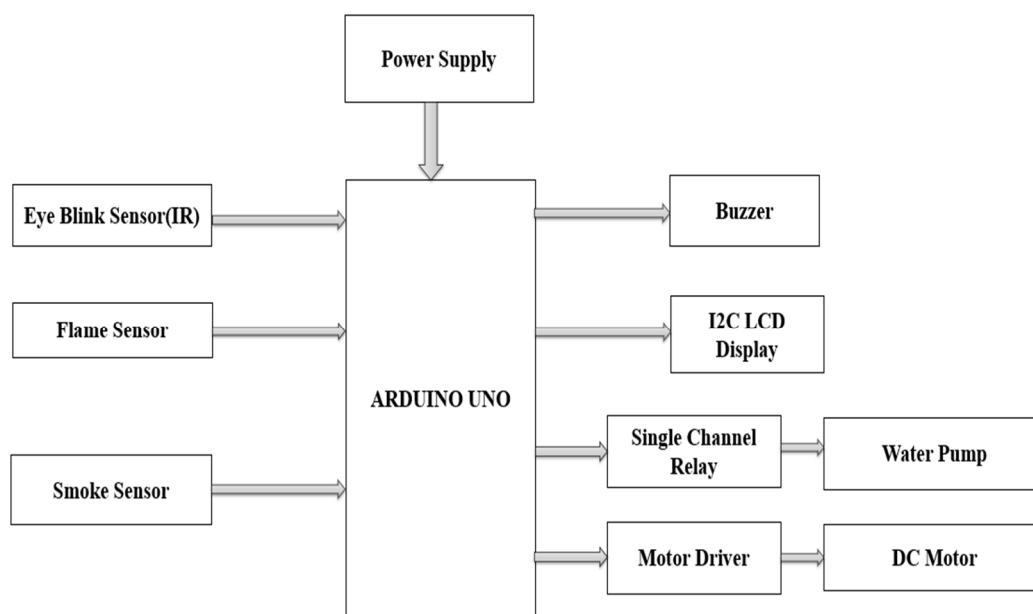 Power Supply
Eye Blink Sensor(IR)
Buzzer
Flame Sensor
I2C LCD
Display
ARDUINO UNO
Single Channel
Relay
Water Pump
Smoke Sensor
Motor Driver
DC Motor